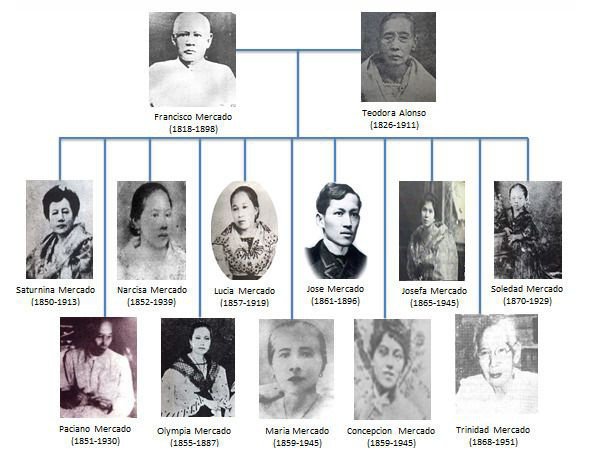 Francisco Mercado
(1818-1898)
Teodora Alonso
(1826-1911)
Saturnina Mercado
(1850-1913)
Narcisa Mercado
(1852-1939)
Lucia Mercado
(1857-1919)
Jose Mercado
(1861-1896)
Josefa Mercado
(1865-1945)
Soledad Mercado
(1870-1929)
Paciano Mercado
(1851-1930)
Olympia Mercado
(1855-1887)
Maria Mercado
(1859-1945)
Concepcion Mercado
(1859-1945)
Trinidad Mercado
(1868-1951)